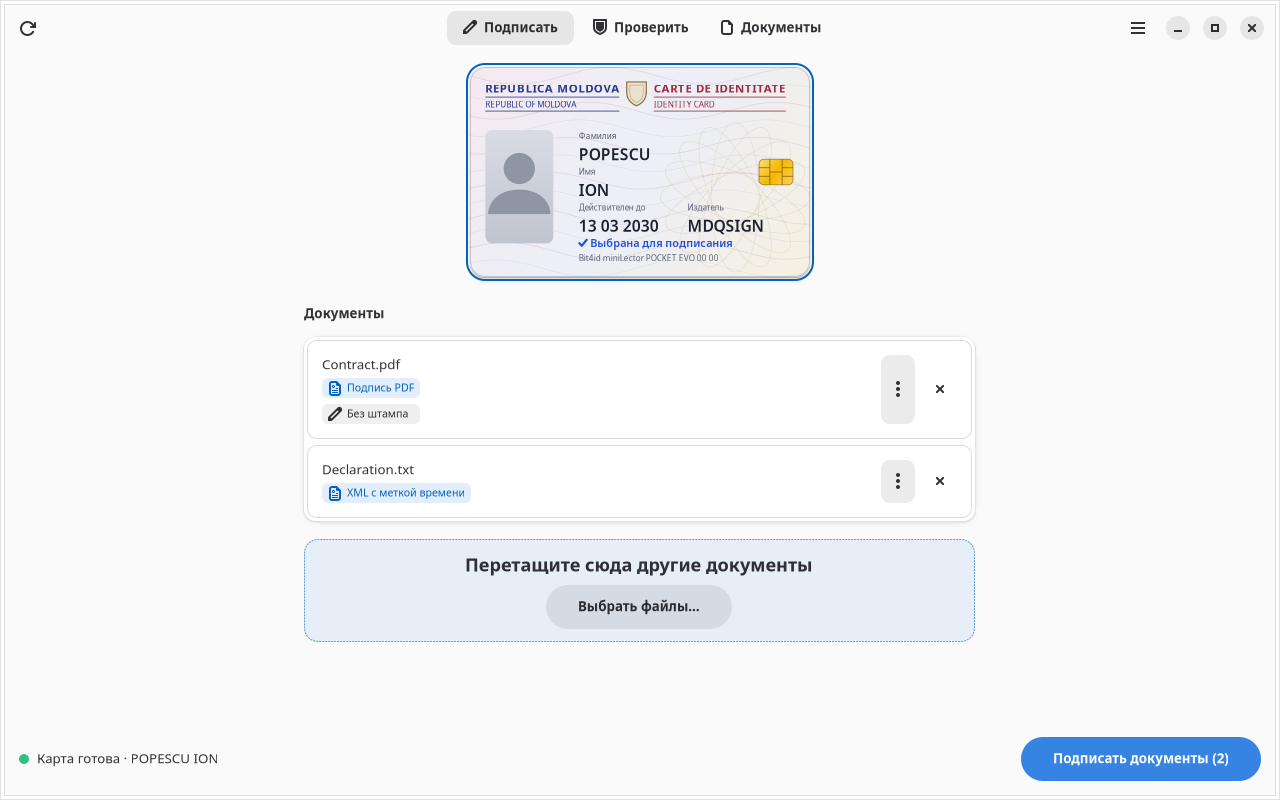 Подписать
Проверить
Документы
REPUBLICA MOLDOVA
REPUBLIC OF MOLDOVA
CARTE DE IDENTITATE
IDENTITY CARD
Фамилия
POPESCU
Имя
ION
Действителен до
Издатель
13 03 2030
MDQSIGN
Выбрана для подписания
Bit4id miniLector POCKET EVO 00 00
Документы
Contract.pdf
Подпись PDF
Без штампа
Declaration.txt
XML с меткой времени
Перетащите сюда другие документы
Выбрать файлы...
Карта готова · POPESCU ION
Подписать документы (2)